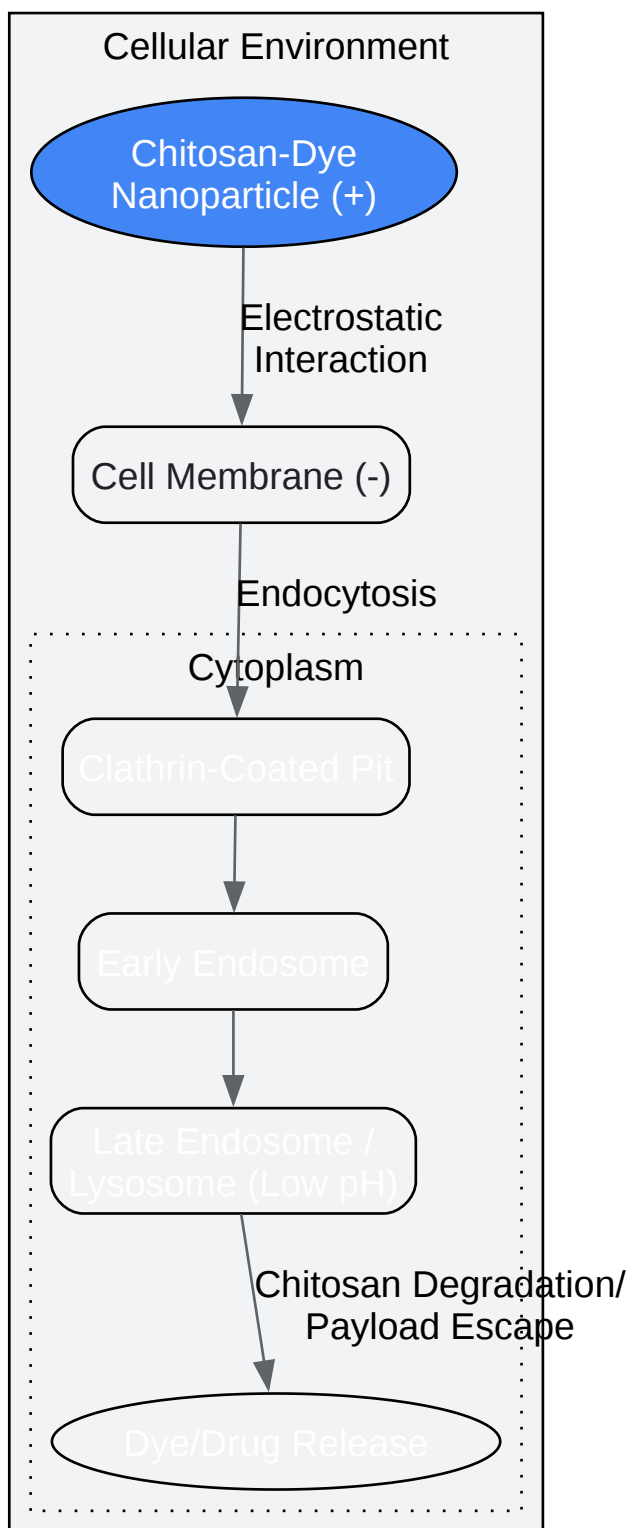 Cellular Environment
Chitosan-Dye
Nanoparticle (+)
Electrostatic
Interaction
Cell Membrane (-)
Endocytosis
Cytoplasm
Clathrin-Coated Pit
Early Endosome
Late Endosome /
Lysosome (Low pH)
Chitosan Degradation/
Payload Escape
Dye/Drug Release